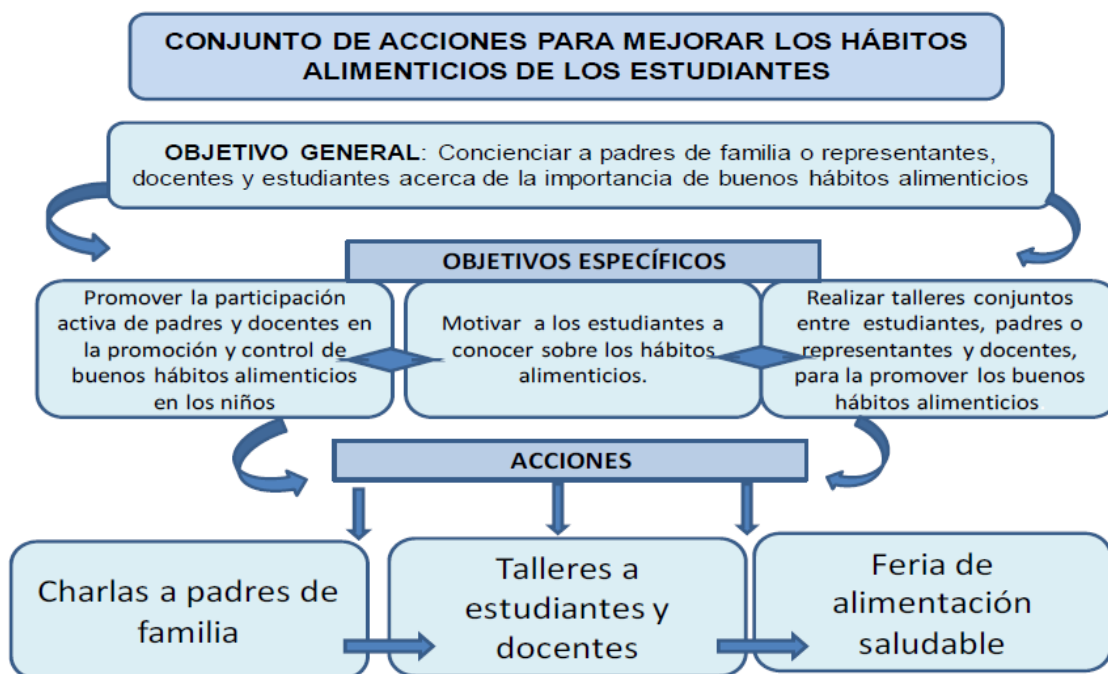 CONJUNTO DE ACCIONES PARA MEJORAR LOS HÁBITOS
ALIMENTICIOS DE LOS ESTUDIANTES
OBJETIVO GENERAL: Concienciar a padres de familia o representantes,
docentes y estudiantes acerca de la importancia de buenos hábitos alimenticios
OBJETIVOS ESPECÍFICOS
Promover la participación
activa de padres y docentes en
la promoción y control de
buenos hábitos alimenticios
en los niños
Motivar a los estudiantes a
conocer sobre los hábitos
alimenticios.
Realizar talleres conjuntos
entre estudiantes, padres o
representantes y docentes,
para la promover los buenos
hábitos alimenticios.
ACCIONES
Charlas a padres de
familia
Talleres a
estudiantes y
docentes
Feria de
alimentación
saludable